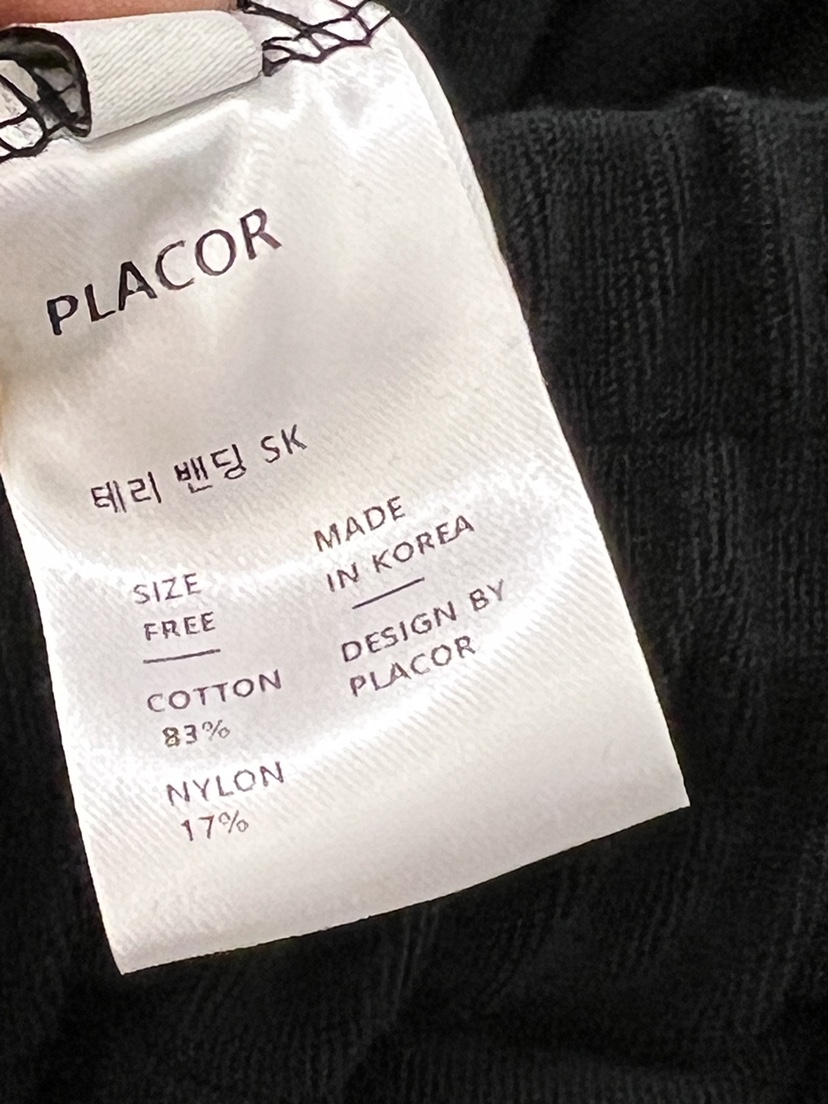 PLACOR
테리 밴딩 SK
SIZE
FREE
COTTON
83%
NYLON
17%
MADE
IN KOREA
DESIGN BY
PLACOR